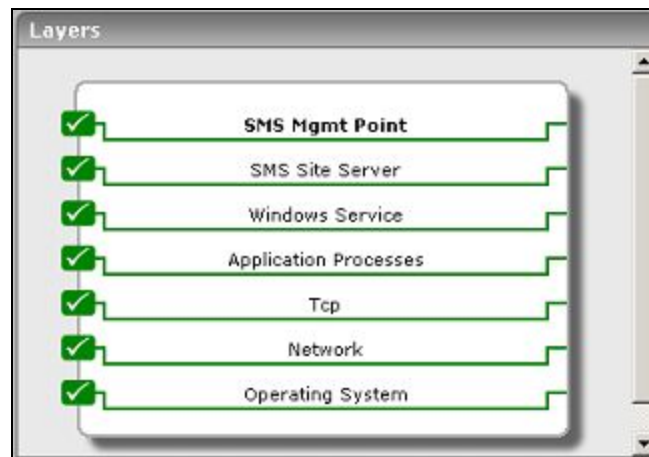 Layers
SMS Mgmt Point
SMS Site Server
Windows Service
Application Processes
Tcp
Network
Operating System